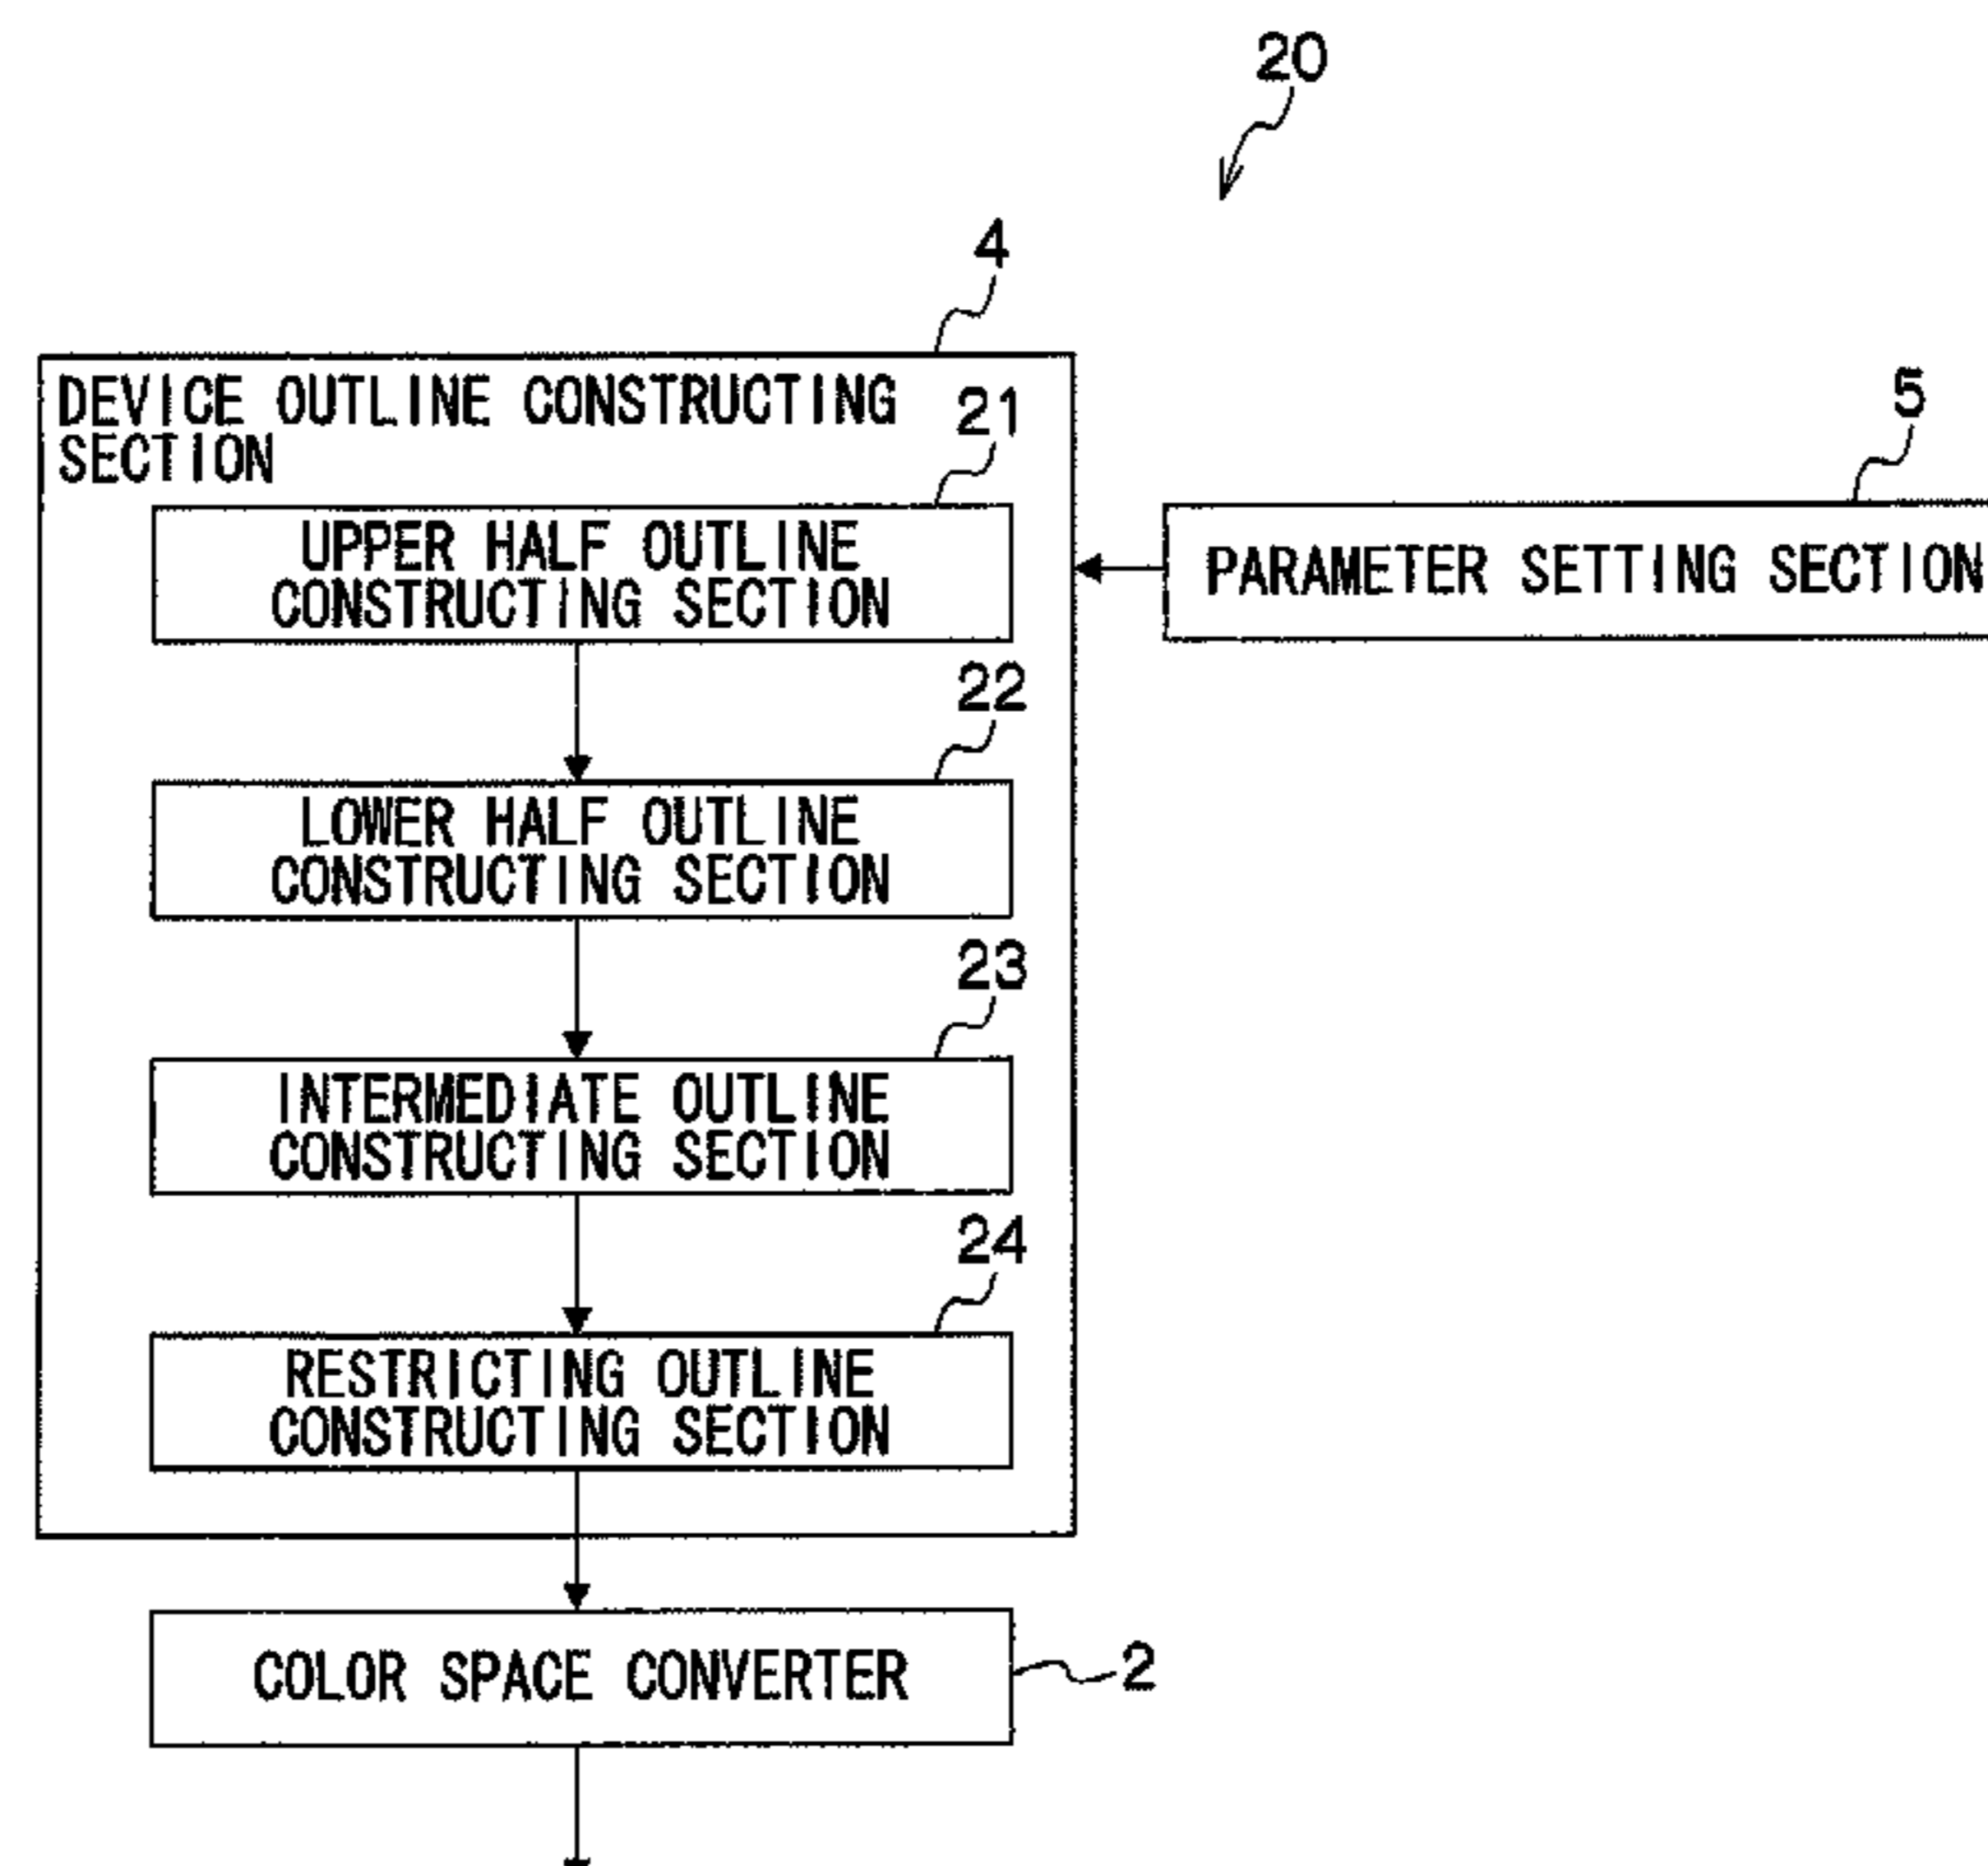 20
4
DEVICE OUTLINE CONSTRUCTING
SECTION
21
UPPER HALF OUTLINE
CONSTRUCTING SECTION
5
PARAMETER SETTING SECTION
22
LOWER HALF OUTLINE
CONSTRUCTING SECTION
23
INTERMEDIATE OUTLINE
CONSTRUCTING SECTION
24
RESTRICTING OUTLINE
CONSTRUCTING SECTION
COLOR SPACE CONVERTER
2